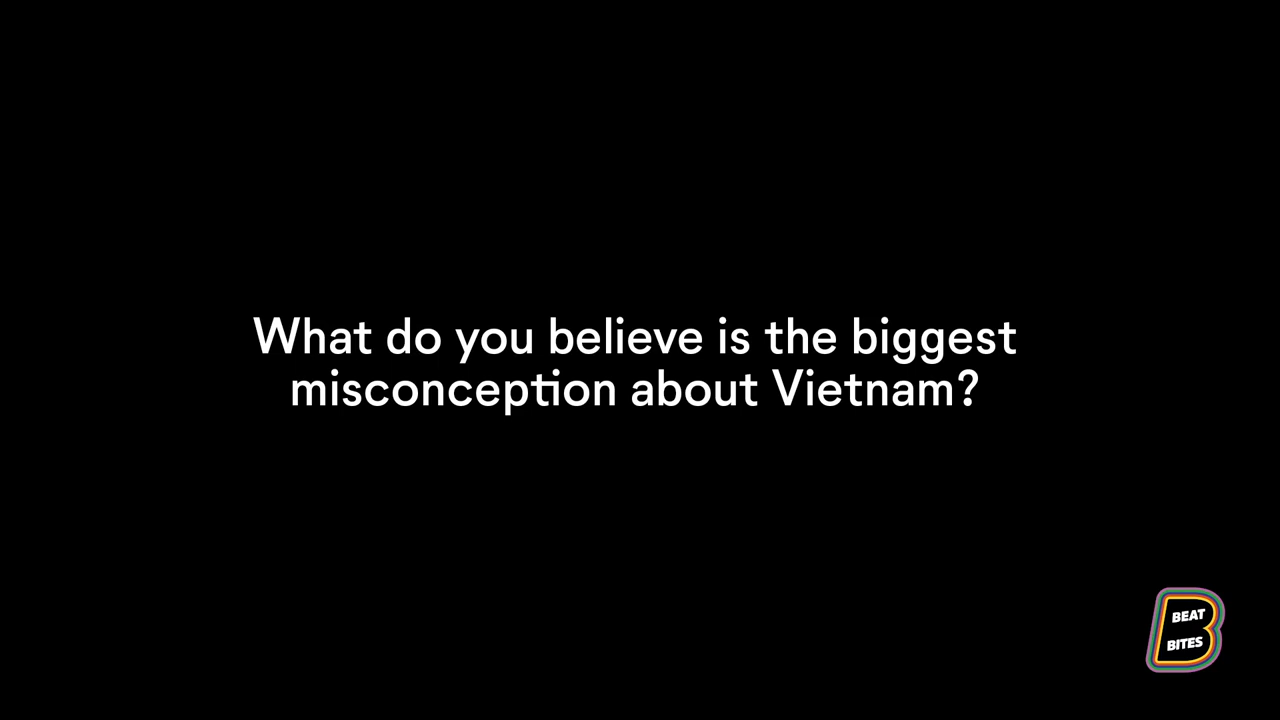 What do you believe is the biggest
misconception about Vietnam?
BEAT
BITES